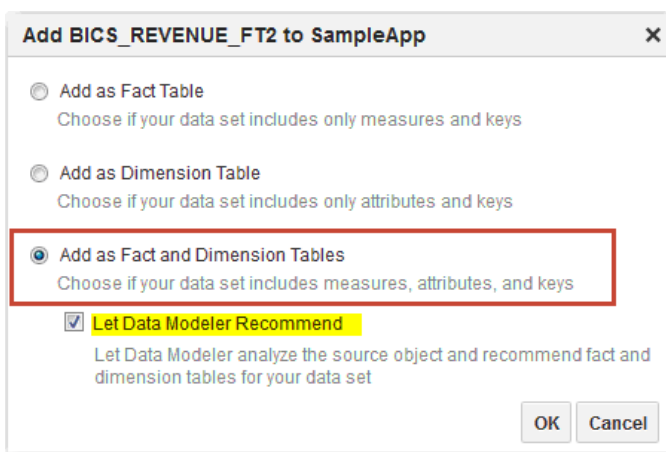 Add BICS_REVENUE_FT2 to SampleApp
Add as Fact Table
Choose if your data set includes only measures and keys
Add as Dimension Table
Choose if your data set includes only attributes and keys
Add as Fact and Dimension Tables
Choose if your data set includes measures, attributes, and keys
Let Data Modeler Recommend
Let Data Modeler analyze the source object and recommend fact and
dimension tables for your data set
OK Cancel